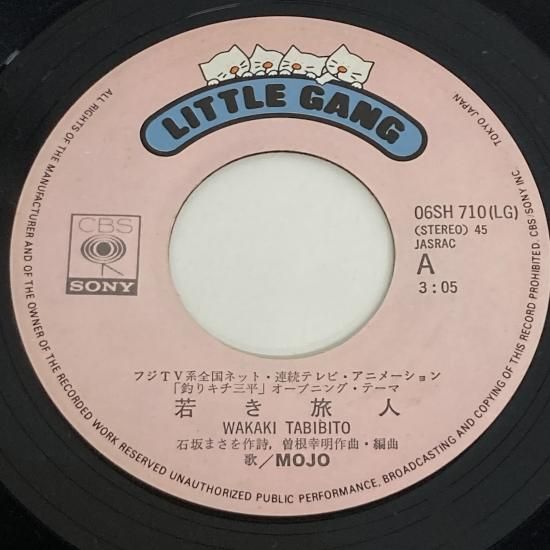 LITTLE GANG
CBS
SONY
06SH 710(LG)
(STEREO) 45
JASRAC
A
3:05
フジTV系全国ネット・連続テレビ・アニメーション
「釣りキチ三平」オープニング・テーマ
若き旅人
WAKAKI TABIBITO
石坂まさを作詩, 曽根幸明作曲・編曲
歌/MOJO
ALL RIGHTS OF THE MANUFACTURER AND OF THE OWNER OF THE RECORDED WORK RESERVED UNAUTHORIZED PUBLIC PERFORMANCE, BROADCASTING AND COPYING OF THIS RECORD PROHIBITED. CBS/SONY INC. TOKYO JAPAN.